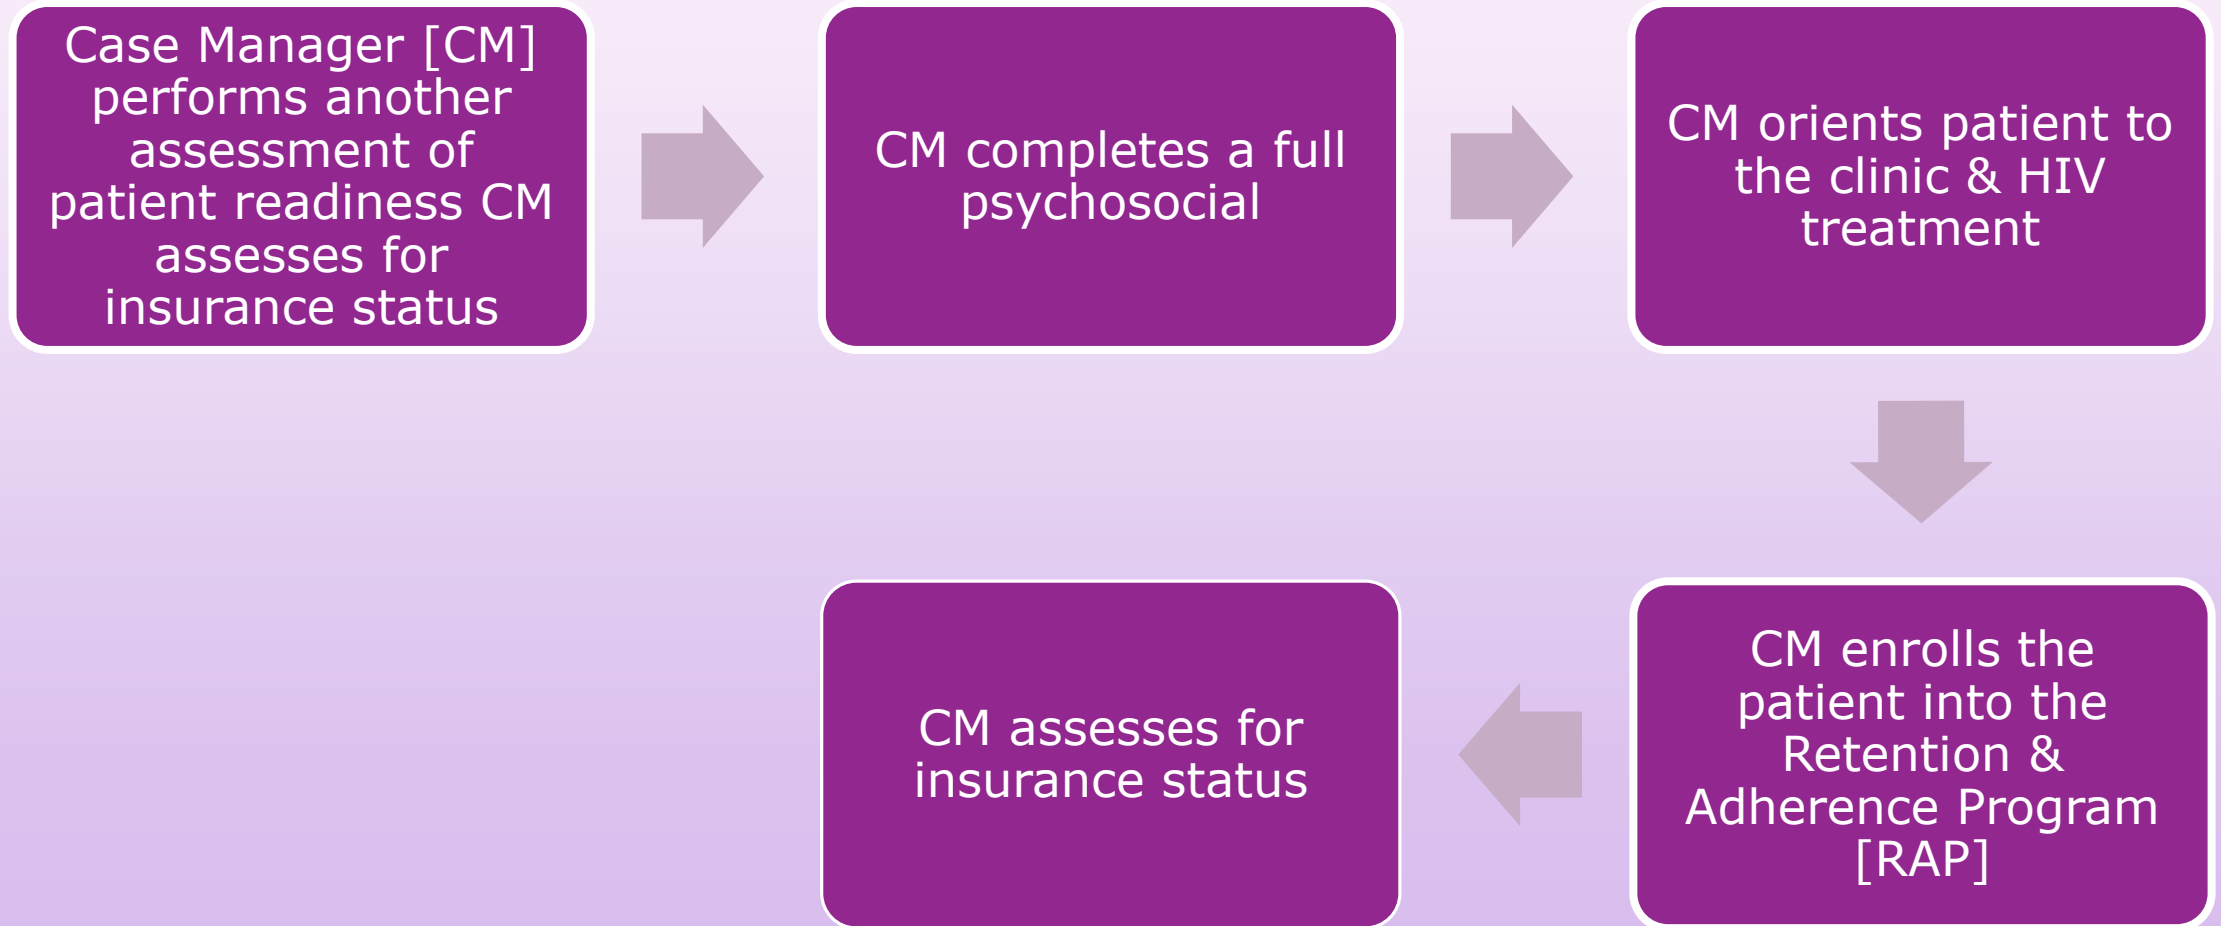 Case Manager [CM]
performs another
assessment of
patient readiness CM
assesses for
insurance status
CM completes a full
psychosocial
CM orients patient to
the clinic & HIV
treatment
CM enrolls the
patient into the
Retention &
Adherence Program
[RAP]
CM assesses for
insurance status